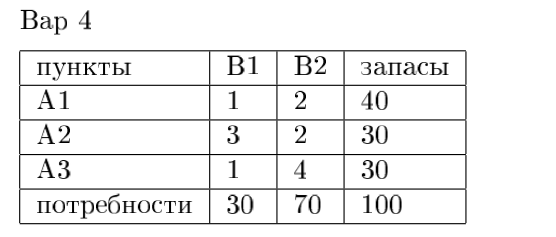 Вар 4
пункты B1 B2 запасы
A1 1 2 40
A2 3 2 30
A3 1 4 30
потребности 30 70 100